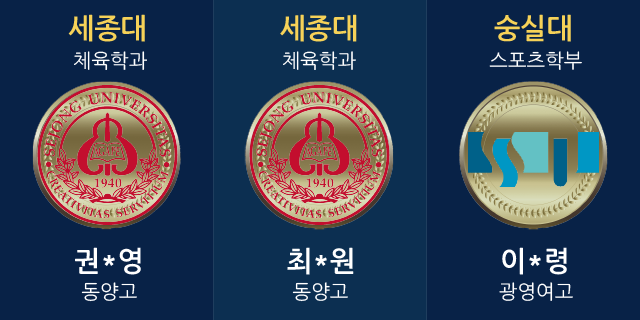 세종대
체육학과
SEJONG UNIVERSITAS
1940
CREATIVITAS SERVITIUM
권*영
동양고
세종대
체육학과
SEJONG UNIVERSITAS
1940
CREATIVITAS SERVITIUM
최*원
동양고
숭실대
스포츠학부
SSU
이*령
광영여고